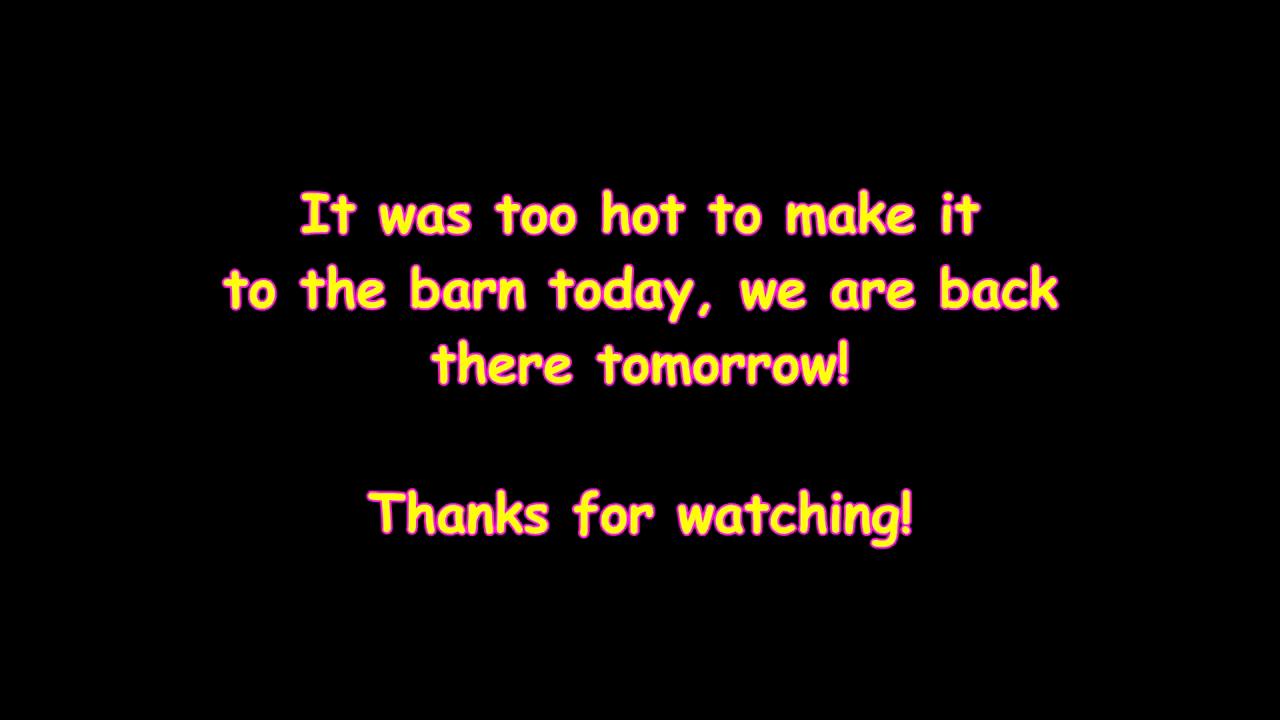 It was too hot to make it
to the barn today, we are back
there tomorrow!
Thanks for watching!